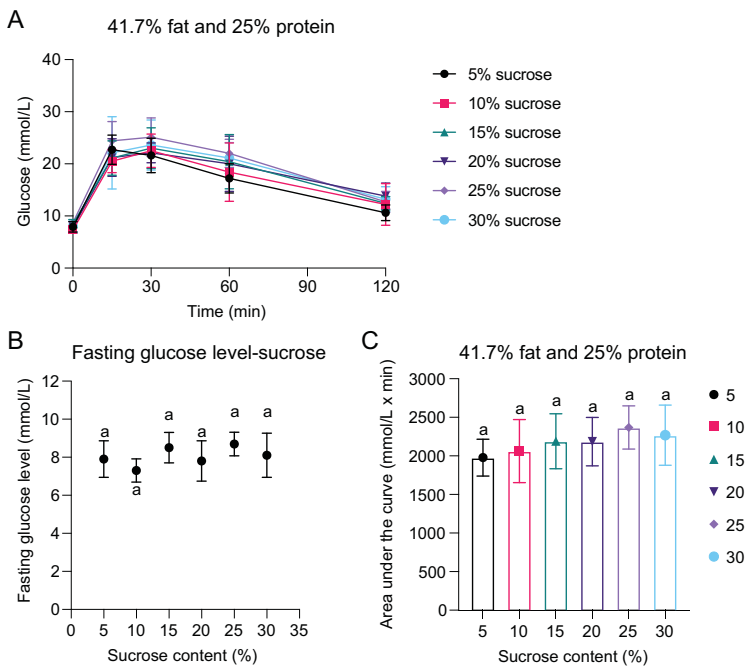 A
41.7% fat and 25% protein
Glucose (mmol/L)
40
30
20
10
0
0 30 60 90 120
Time (min)
5% sucrose
10% sucrose
15% sucrose
20% sucrose
25% sucrose
30% sucrose
B
Fasting glucose level-sucrose
Fasting glucose level (mmol/L)
12
10
8
6
4
2
0
a a a a a a
0 5 10 15 20 25 30 35
Sucrose content (%)
C
41.7% fat and 25% protein
Area under the curve (mmol/L x min)
3000
2500
2000
1500
1000
500
0
a a a a a a
5 10 15 20 25 30
Sucrose content (%)
5
10
15
20
25
30